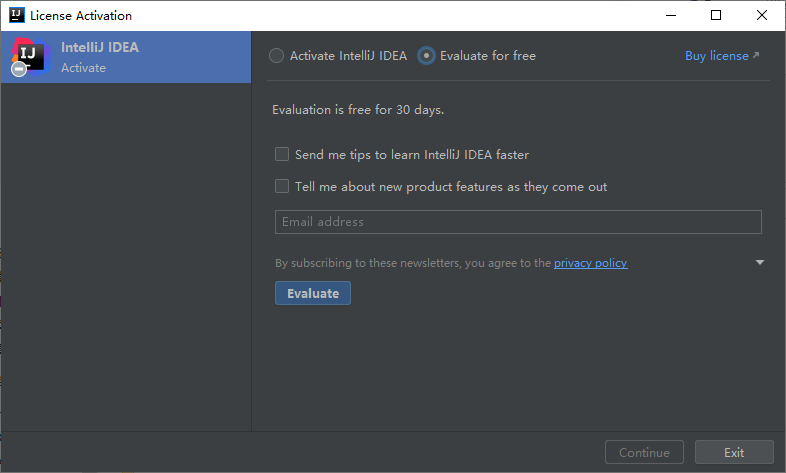 License Activation
IntelliJ IDEA
Activate
Activate IntelliJ IDEA
Evaluate for free
Buy license
Evaluation is free for 30 days.
Send me tips to learn IntelliJ IDEA faster
Tell me about new product features as they come out
Email address
By subscribing to these newsletters, you agree to the privacy policy
Evaluate
Continue
Exit